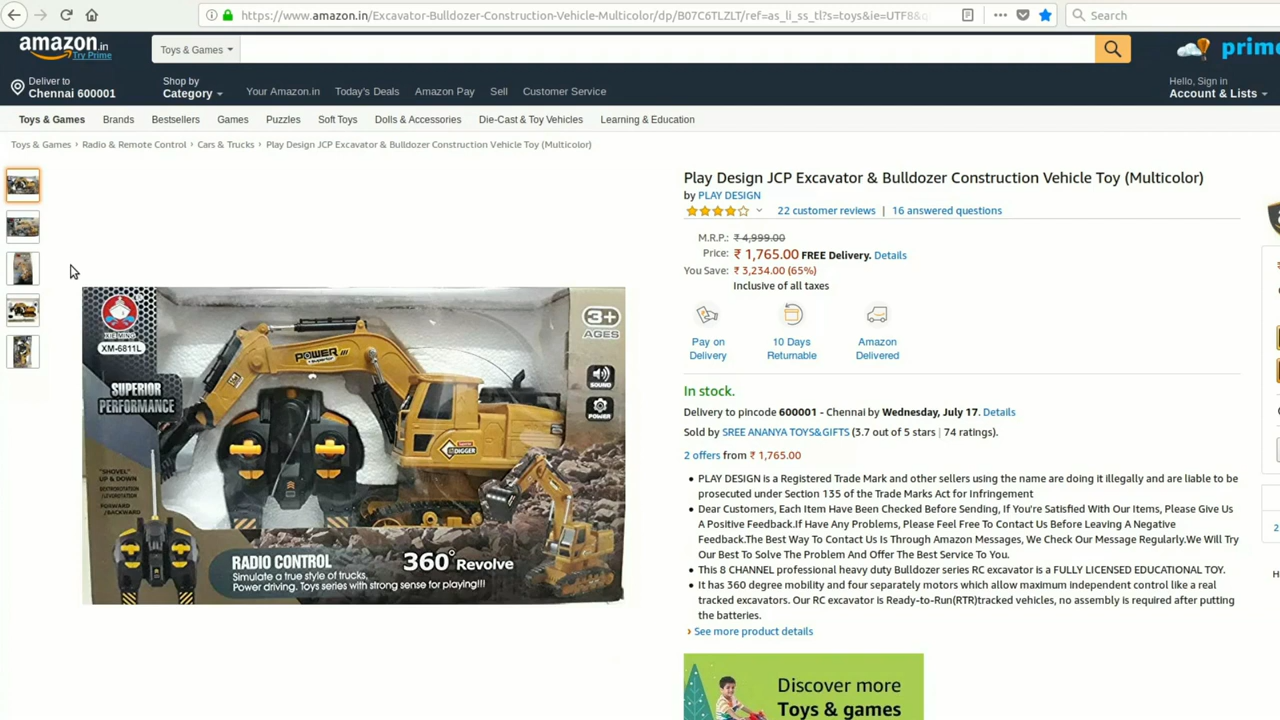 https://www.amazon.in/Excavator-Bulldozer-Construction-Vehicle-Multicolor/dp/B07C6TLZLT/ref=as_li_ss_tl?s=toys&ie=UTF8&
Search
amazon.in
Try Prime
Toys & Games
prime
Deliver to
Chennai 600001
Shop by
Category
Your Amazon.in
Today's Deals
Amazon Pay
Sell
Customer Service
Hello, Sign in
Account & Lists
Toys & Games
Brands
Bestsellers
Games
Puzzles
Soft Toys
Dolls & Accessories
Die-Cast & Toy Vehicles
Learning & Education
Toys & Games › Radio & Remote Control › Cars & Trucks › Play Design JCP Excavator & Bulldozer Construction Vehicle Toy (Multicolor)
XM-6811L
SUPERIOR
PERFORMANCE
POWER
3+
AGES
SOUND
POWER
DIGGER
"SHOVEL"
UP & DOWN
DEXTROROTATION
/LEVOROTATION
FORWARD
/BACKWARD
RADIO CONTROL
Simulate a true style of trucks,
Power driving. Toys series with strong sense for playing!!!
360° Revolve
Play Design JCP Excavator & Bulldozer Construction Vehicle Toy (Multicolor)
by PLAY DESIGN
22 customer reviews | 16 answered questions
M.R.P.: ₹ 4,999.00
Price: ₹ 1,765.00 FREE Delivery. Details
You Save: ₹ 3,234.00 (65%)
Inclusive of all taxes
Pay on
Delivery
10 Days
Returnable
Amazon
Delivered
In stock.
Delivery to pincode 600001 - Chennai by Wednesday, July 17. Details
Sold by SREE ANANYA TOYS&GIFTS (3.7 out of 5 stars | 74 ratings).
2 offers from ₹ 1,765.00
• PLAY DESIGN is a Registered Trade Mark and other sellers using the name are doing it illegally and are liable to be
prosecuted under Section 135 of the Trade Marks Act for Infringement
• Dear Customers, Each Item Have Been Checked Before Sending, If You're Satisfied With Our Items, Please Give Us
A Positive Feedback.If Have Any Problems, Please Feel Free To Contact Us Before Leaving A Negative
Feedback.The Best Way To Contact Us Is Through Amazon Messages, We Check Our Message Regularly.We Will Try
Our Best To Solve The Problem And Offer The Best Service To You.
• This 8 CHANNEL professional heavy duty Bulldozer series RC excavator is a FULLY LICENSED EDUCATIONAL TOY.
• It has 360 degree mobility and four separately motors which allow maximum independent control like a real
tracked excavators. Our RC excavator is Ready-to-Run(RTR)tracked vehicles, no assembly is required after putting
the batteries.
› See more product details
Discover more
Toys & games